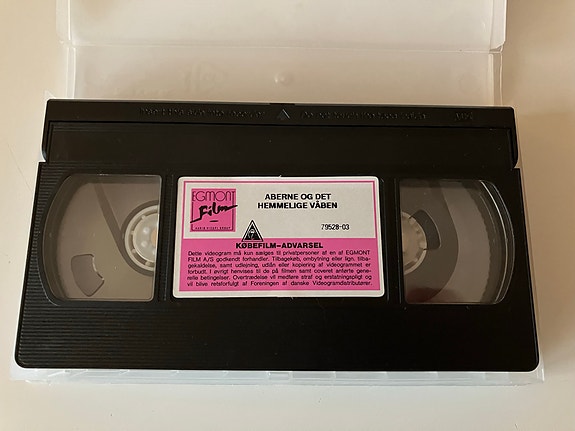 EGMONT
Film
ABERNE OG DET
HEMMELIGE VÅBEN
79528-03
KØBEFILM-ADVARSEL
Dette videogram må kun sælges til privatpersoner af en af EGMONT
FILM A/S godkendt forhandler. Tilbagekøb, ombytning eller lign. tilba-
gekaldelse, samt udlejning, udlån eller kopiering af videogrammet er
forbudt. I øvrigt henvises til de på filmen samt coveret anførte gene-
relle betingelser. Overtrædelse vil medføre straf og erstatningspligt og
vil blive retsforfulgt af Foreningen af danske Videogramdistributører.